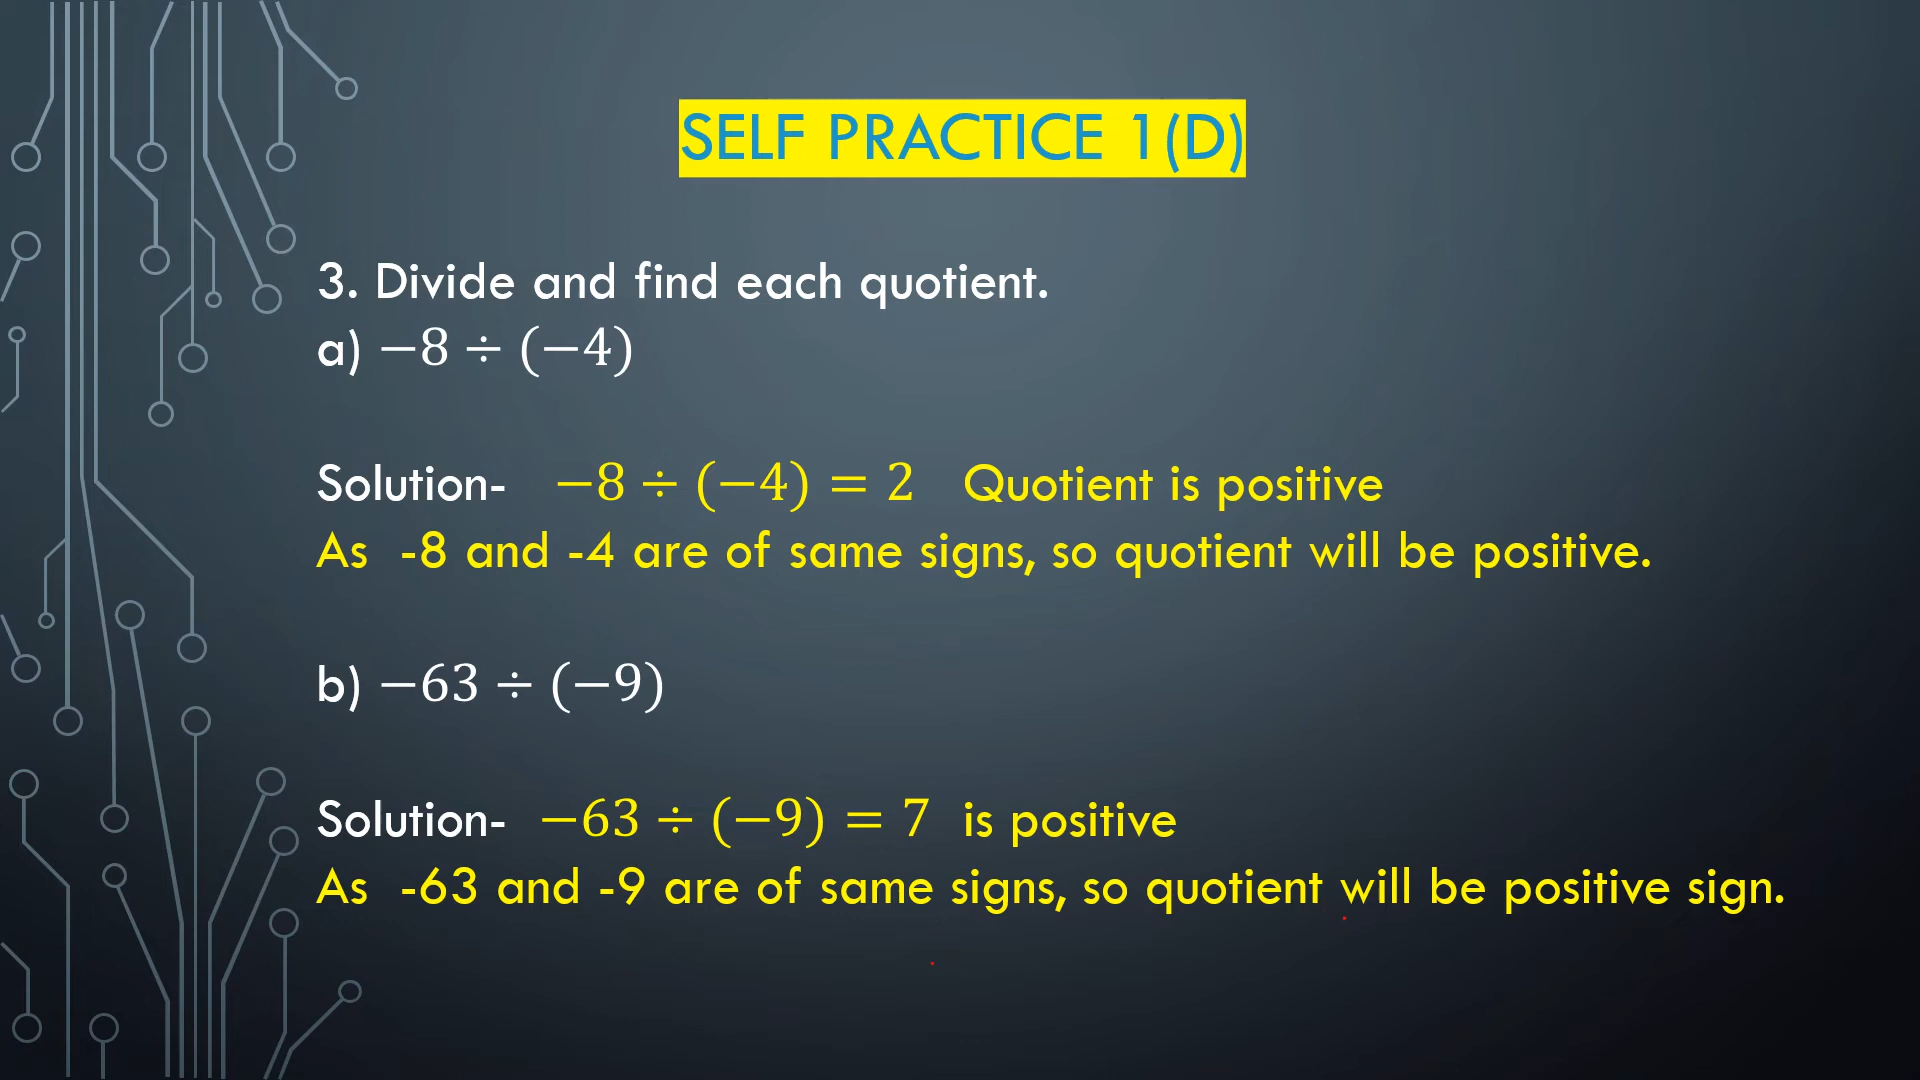 SELF PRACTICE 1(D)
3. Divide and find each quotient.
a) −8 ÷ (−4)
Solution- −8 ÷ (−4) = 2 Quotient is positive
As -8 and -4 are of same signs, so quotient will be positive.
b) −63 ÷ (−9)
Solution- −63 ÷ (−9) = 7 is positive
As -63 and -9 are of same signs, so quotient will be positive sign.